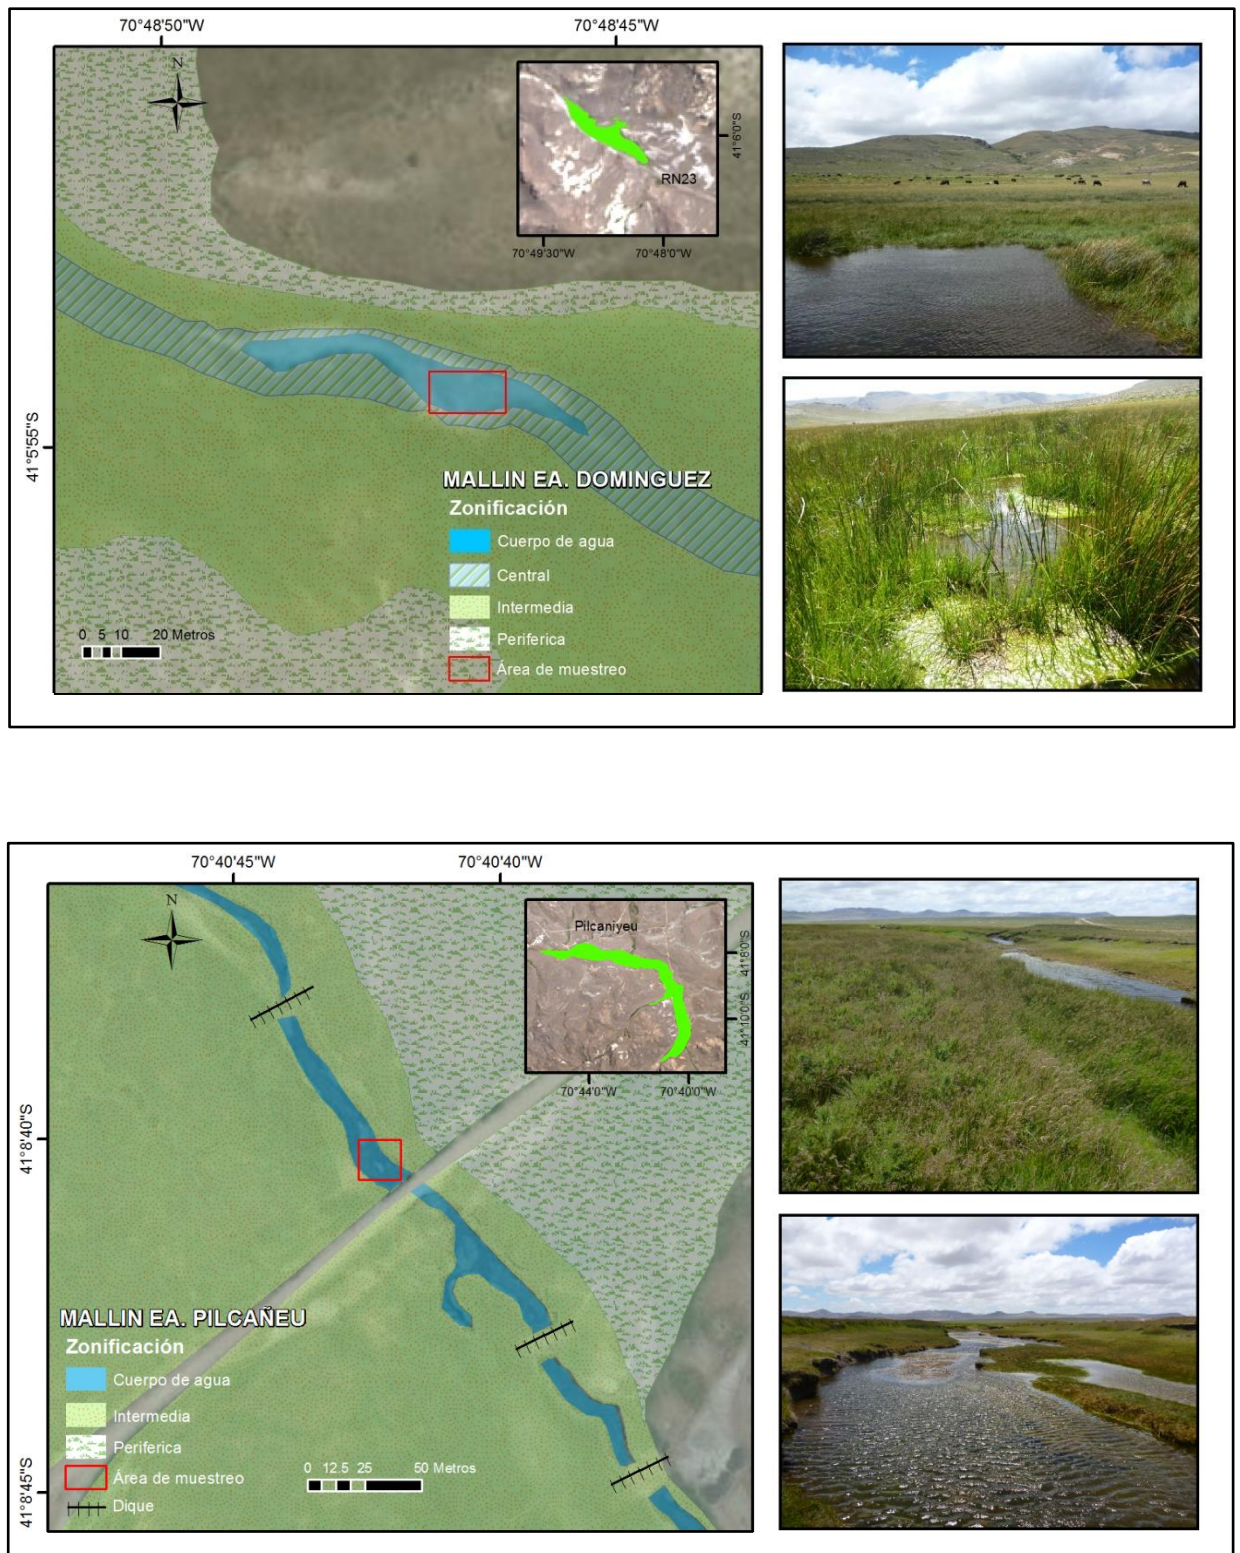 70°48'50"W 70°48'45"W
N
41°6'0"S
RN23
70°49'30"W 70°48'0"W
41°5'55"S
MALLIN EA. DOMINGUEZ
Zonificación
Cuerpo de agua
Central
Intermedia
Periferica
Área de muestreo
0 5 10 20 Metros
70°40'45"W 70°40'40"W
N
Pilcaniyeu
41°8'0"S
41°10'0"S
70°44'0"W 70°40'0"W
41°8'40"S
MALLIN EA. PILCAÑEU
Zonificación
Cuerpo de agua
Intermedia
Periferica
Área de muestreo
Dique
0 12.5 25 50 Metros
41°8'45"S